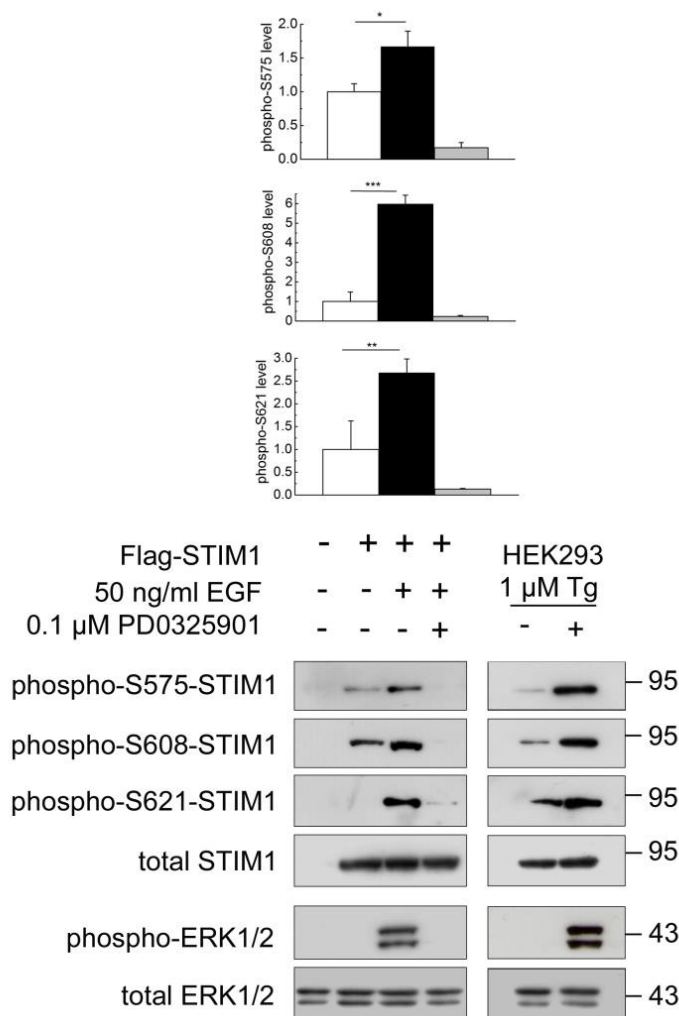 phospho-S575 level
2.0
1.5
1.0
0.5
0.0
*
phospho-S608 level
6
5
4
3
2
1
0
***
phospho-S621 level
3.0
2.5
2.0
1.5
1.0
0.5
0.0
**
Flag-STIM1 - + + + HEK293
50 ng/ml EGF - - + + 1 µM Tg
0.1 µM PD0325901 - - - + - +
phospho-S575-STIM1 95
phospho-S608-STIM1 95
phospho-S621-STIM1 95
total STIM1 95
phospho-ERK1/2 43
total ERK1/2 43